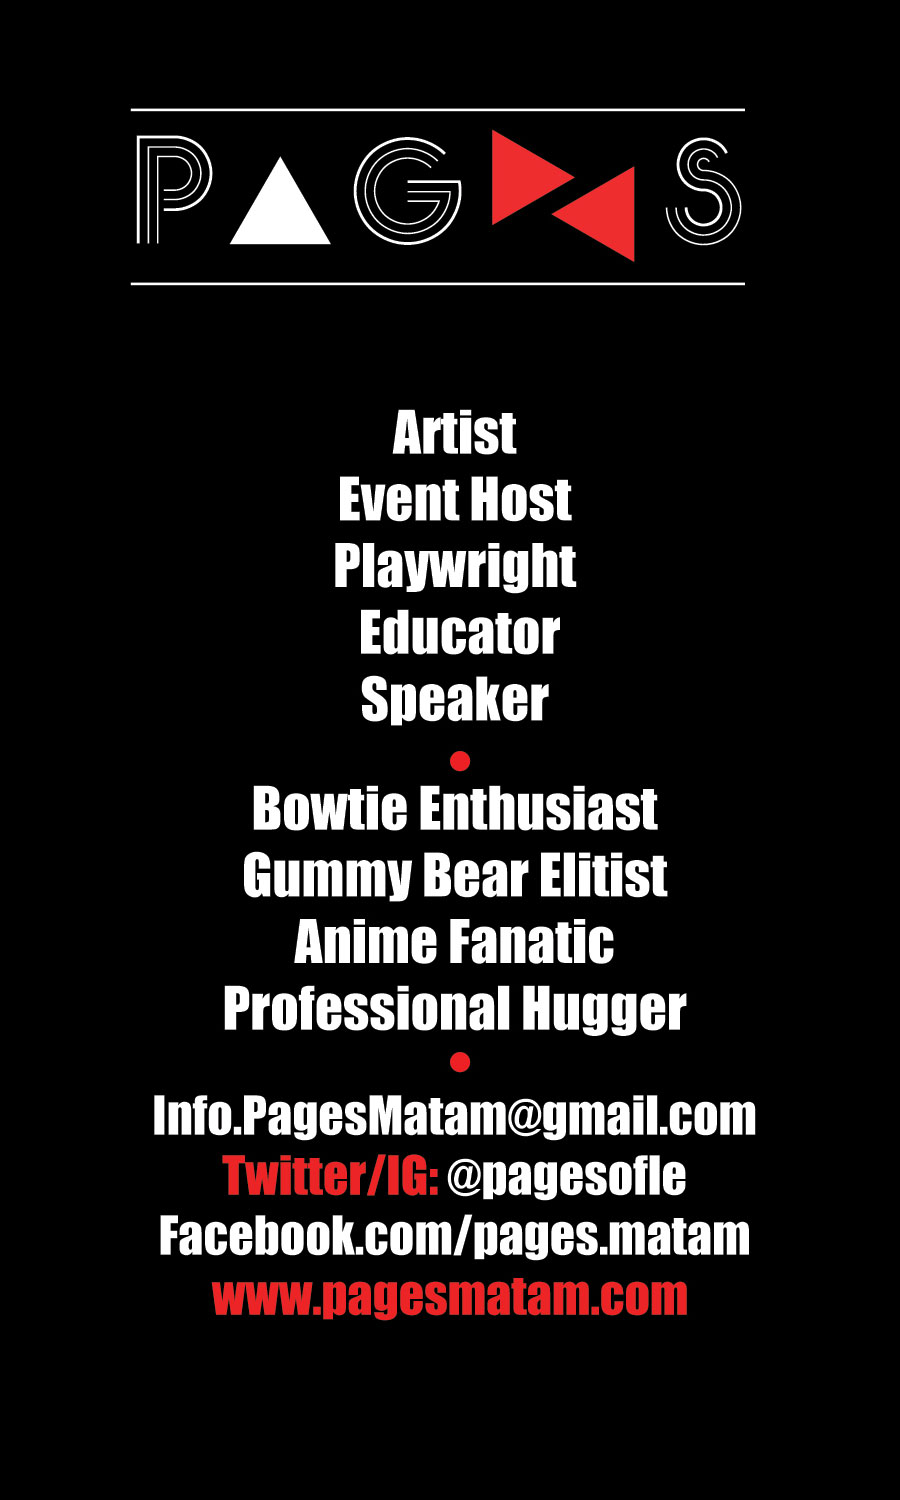 PAGES
Artist
Event Host
Playwright
Educator
Speaker
Bowtie Enthusiast
Gummy Bear Elitist
Anime Fanatic
Professional Hugger
Info.PagesMatam@gmail.com
Twitter/IG: @pagesofle
Facebook.com/pages.matam
www.pagesmatam.com